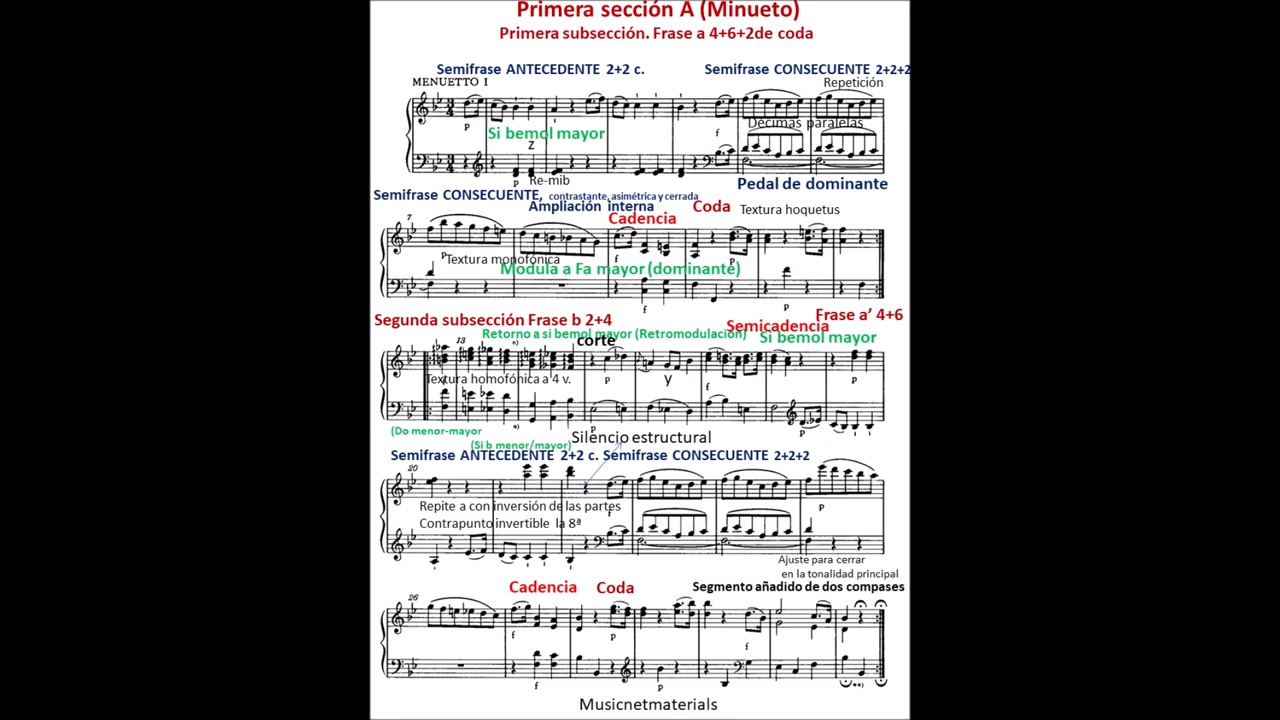 Primera sección A (Minueto)
Primera subsección. Frase a 4+6+2de coda
Semifrase ANTECEDENTE 2+2 c. Semifrase CONSECUENTE 2+2+2
MENUETTO I Repetición
Décimas paralelas
p f
Si bemol mayor
z
p Re-mib
Pedal de dominante
Semifrase CONSECUENTE, contrastante, asimétrica y cerrada
Ampliación interna Coda Textura hoquetus
Cadencia
7
p Textura monofónica f p
Modula a Fa mayor (dominante)
f p
Segunda subsección Frase b 2+4 Frase a’ 4+6
Semicadencia
Retorno a si bemol mayor (Retromodulación) Si bemol mayor
corte
13
Textura homofónica a 4 v. p y f p
p
(Do menor-mayor
(Si b menor/mayor)
Silencio estructural
Semifrase ANTECEDENTE 2+2 c. Semifrase CONSECUENTE 2+2+2
20
Repite a con inversión de las partes
f p
Contrapunto invertible la 8ª
Ajuste para cerrar
en la tonalidad principal
Cadencia Coda Segmento añadido de dos compases
26
f p f
f p
Musicnetmaterials